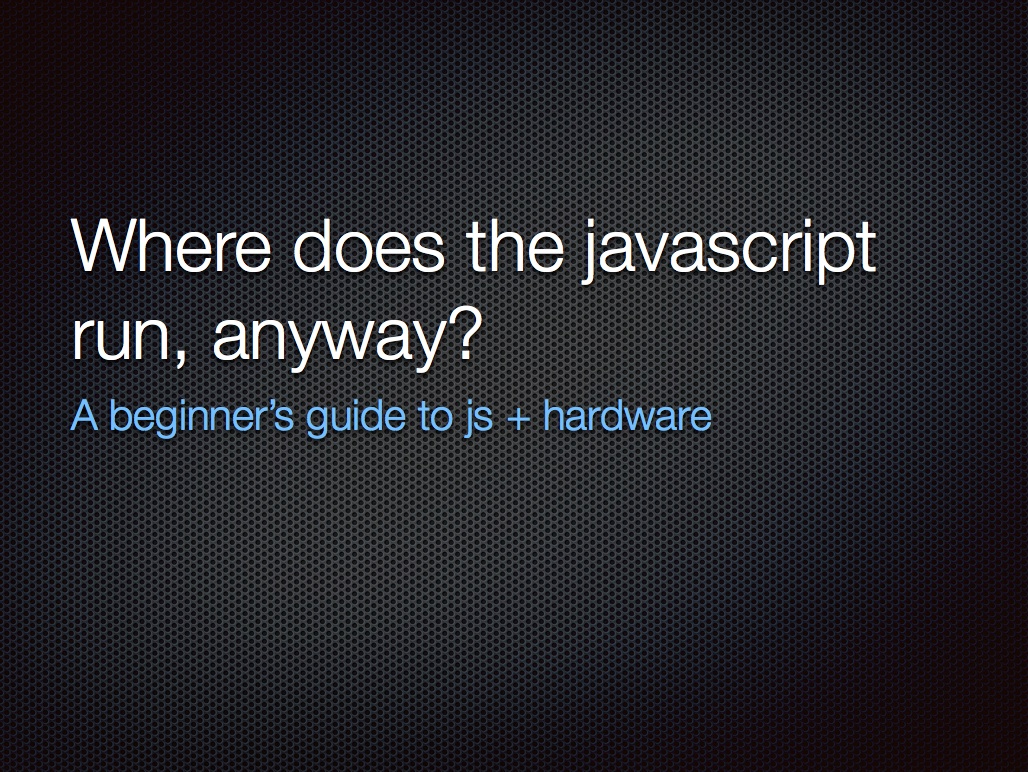 Where does the javascript
run, anyway?
A beginner’s guide to js + hardware